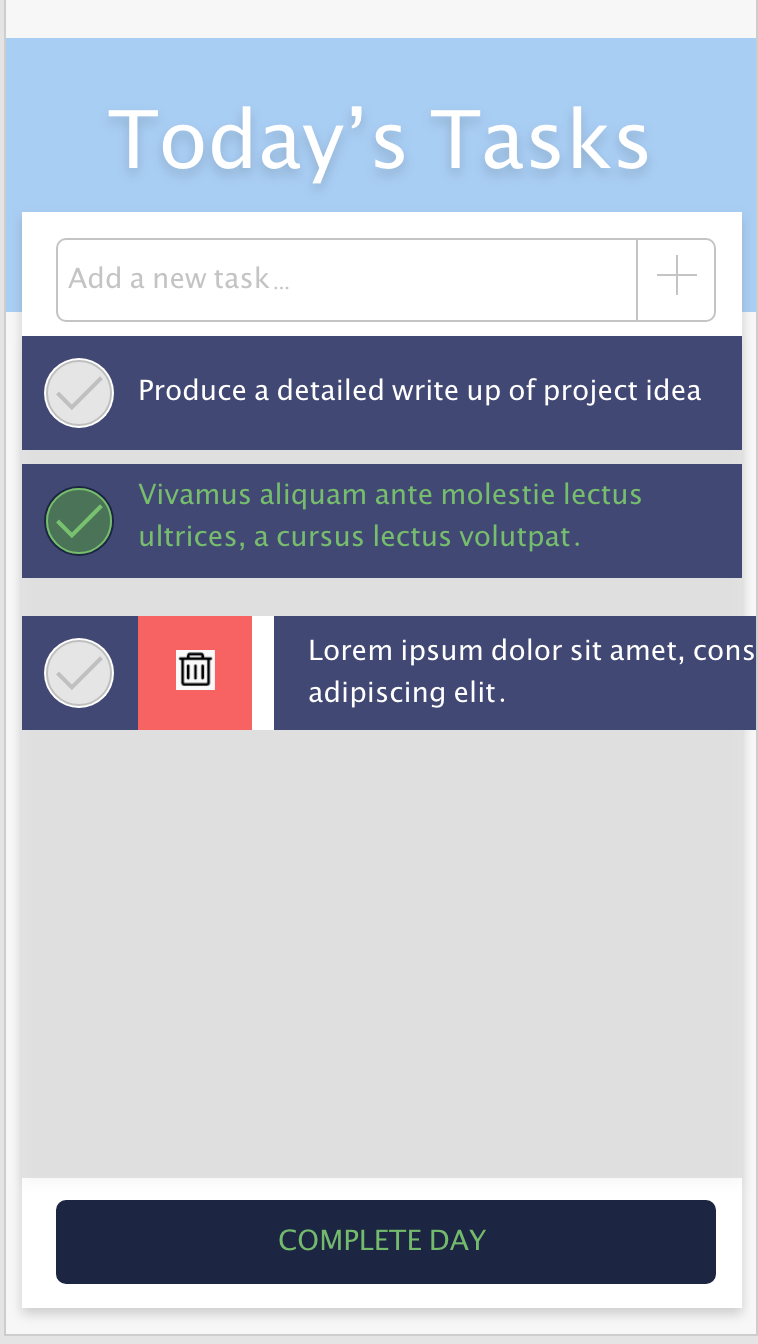 Today’s Tasks
Add a new task...
Produce a detailed write up of project idea
Vivamus aliquam ante molestie lectus
ultrices, a cursus lectus volutpat.
Lorem ipsum dolor sit amet, cons
adipiscing elit.
COMPLETE DAY